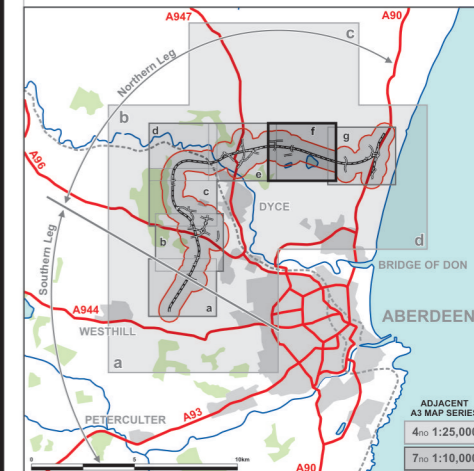 A947
A90
c
Northern Leg
b
d
f
g
A96
e
c
DYCE
b
d
Southern Leg
BRIDGE OF DON
a
A944
ABERDEEN
WESTHILL
a
ADJACENT
A3 MAP SERIES
4no 1:25,000
PETERCULTER
A93
7no 1:10,000
0 5 10km
A90